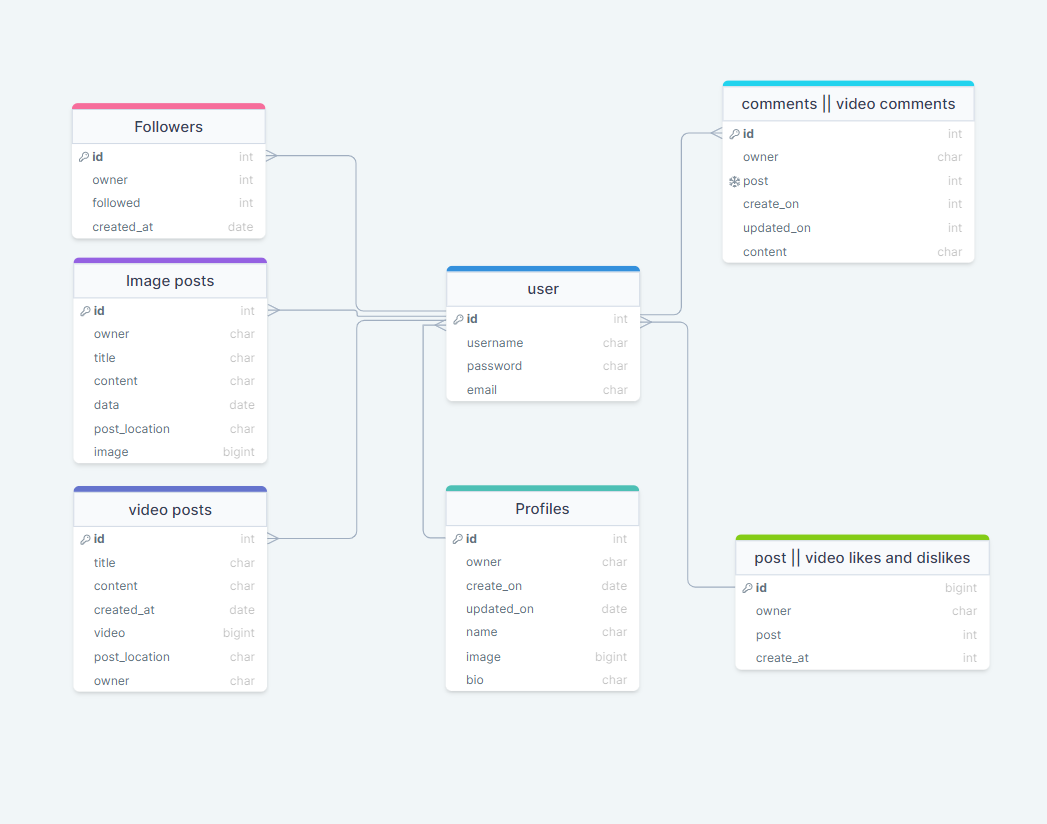 Followers
id int
owner int
followed int
created_at date
Image posts
id int
owner char
title char
content char
data date
post_location char
image bigint
video posts
id int
title char
content char
created_at date
video bigint
post_location char
owner char
user
id int
username char
password char
email char
Profiles
id int
owner char
create_on date
updated_on date
name char
image bigint
bio char
comments || video comments
id int
owner char
post int
create_on int
updated_on int
content char
post || video likes and dislikes
id bigint
owner char
post int
create_at int